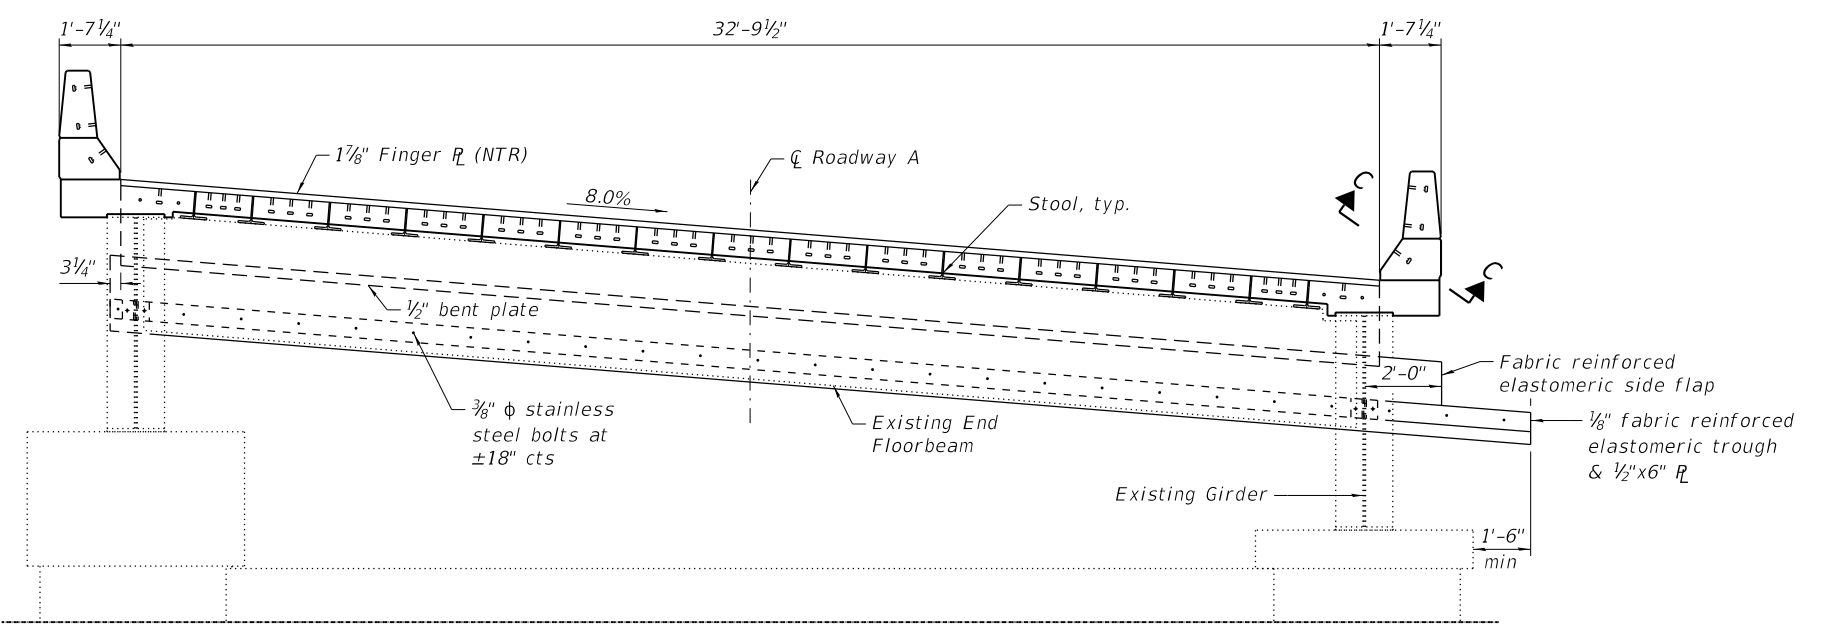 1'-7¼" 32'-9½" 1'-7¼"
1⅞" Finger ⅊ (NTR)
℄ Roadway A
8.0%
Stool, typ.
C
C
3¼"
½" bent plate
2'-0"
Fabric reinforced
elastomeric side flap
⅜" ϕ stainless
steel bolts at
±18" cts
Existing End
Floorbeam
⅛" fabric reinforced
elastomeric trough
& ½"x6" ⅊
Existing Girder
1'-6"
min